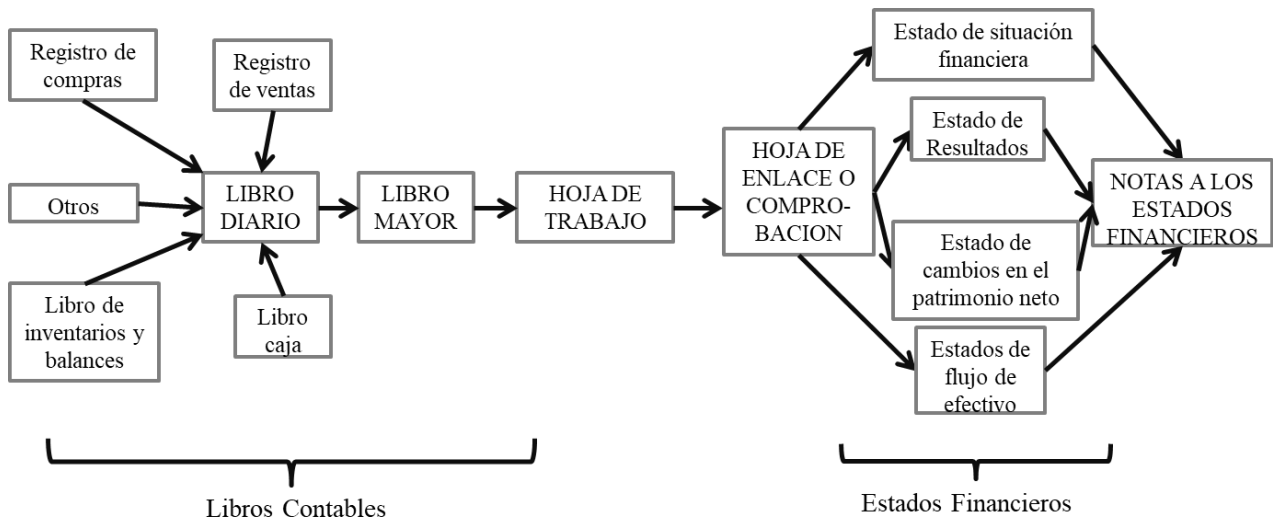 Registro de
compras
Registro
de ventas
Otros
LIBRO
DIARIO
LIBRO
MAYOR
HOJA DE
TRABAJO
Libro de
inventarios y
balances
Libro
caja
HOJA DE
ENLACE O
COMPRO-
BACION
Estado de situación
financiera
Estado de
Resultados
Estado de
cambios en el
patrimonio neto
Estados de
flujo de
efectivo
NOTAS A LOS
ESTADOS
FINANCIEROS
Libros Contables
Estados Financieros